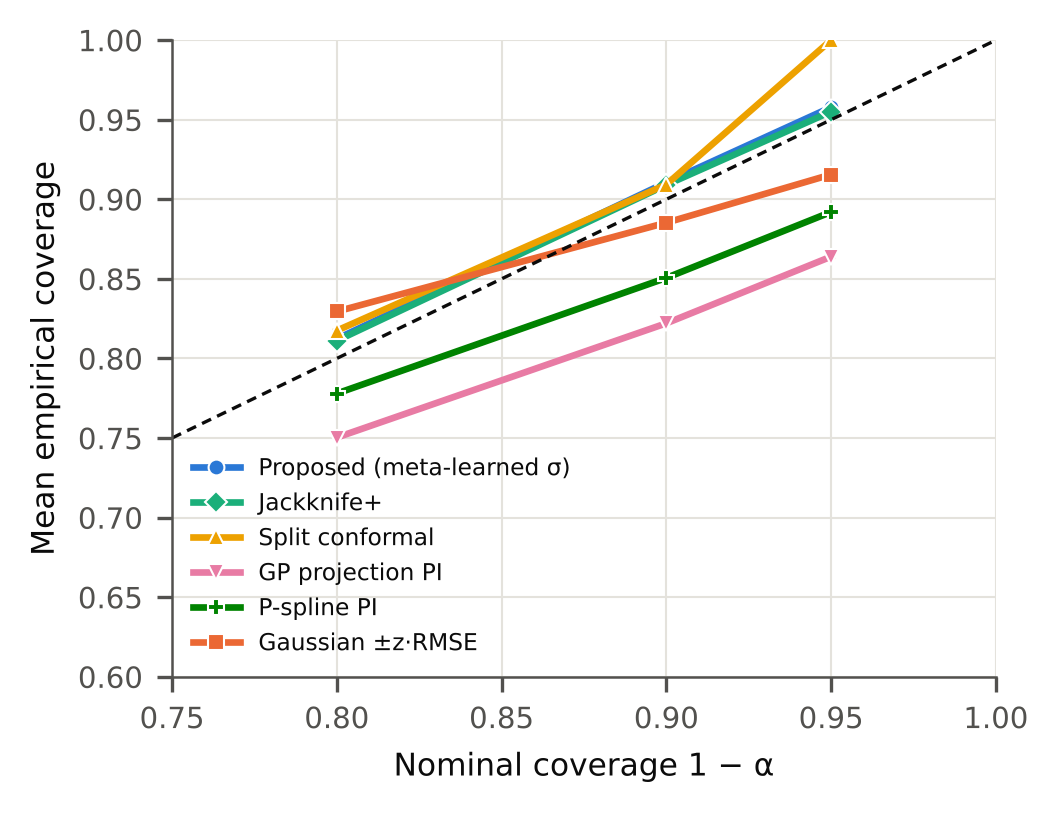 1.00
0.95
0.90
0.85
0.80
0.75
0.70
0.65
0.60
Mean empirical coverage
Proposed (meta-learned σ)
Jackknife+
Split conformal
GP projection PI
P-spline PI
Gaussian ±z·RMSE
0.75 0.80 0.85 0.90 0.95 1.00
Nominal coverage 1 − α